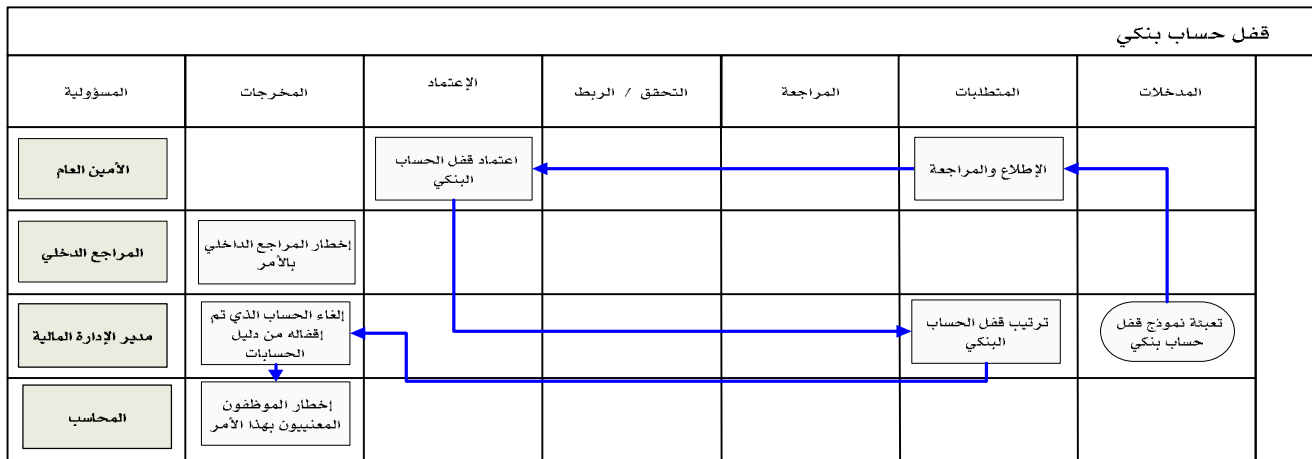 قفل حساب بنكي
المدخلات
المتطلبات
المراجعة
التحقق / الربط
الإعتماد
المخرجات
المسؤولية
الإطلاع والمراجعة
اعتماد قفل الحساب
البنكي
الأمين العام
إخطار المراجع الداخلي
بالأمر
المراجع الدخلي
تعبئة نموذج قفل
حساب بنكي
ترتيب قفل الحساب
البنكي
إلغاء الحساب الذي تم
إقفاله من دليل
الحسابات
مدير الإدارة المالية
إخطار الموظفون
المعنييون بهذا الأمر
المحاسب